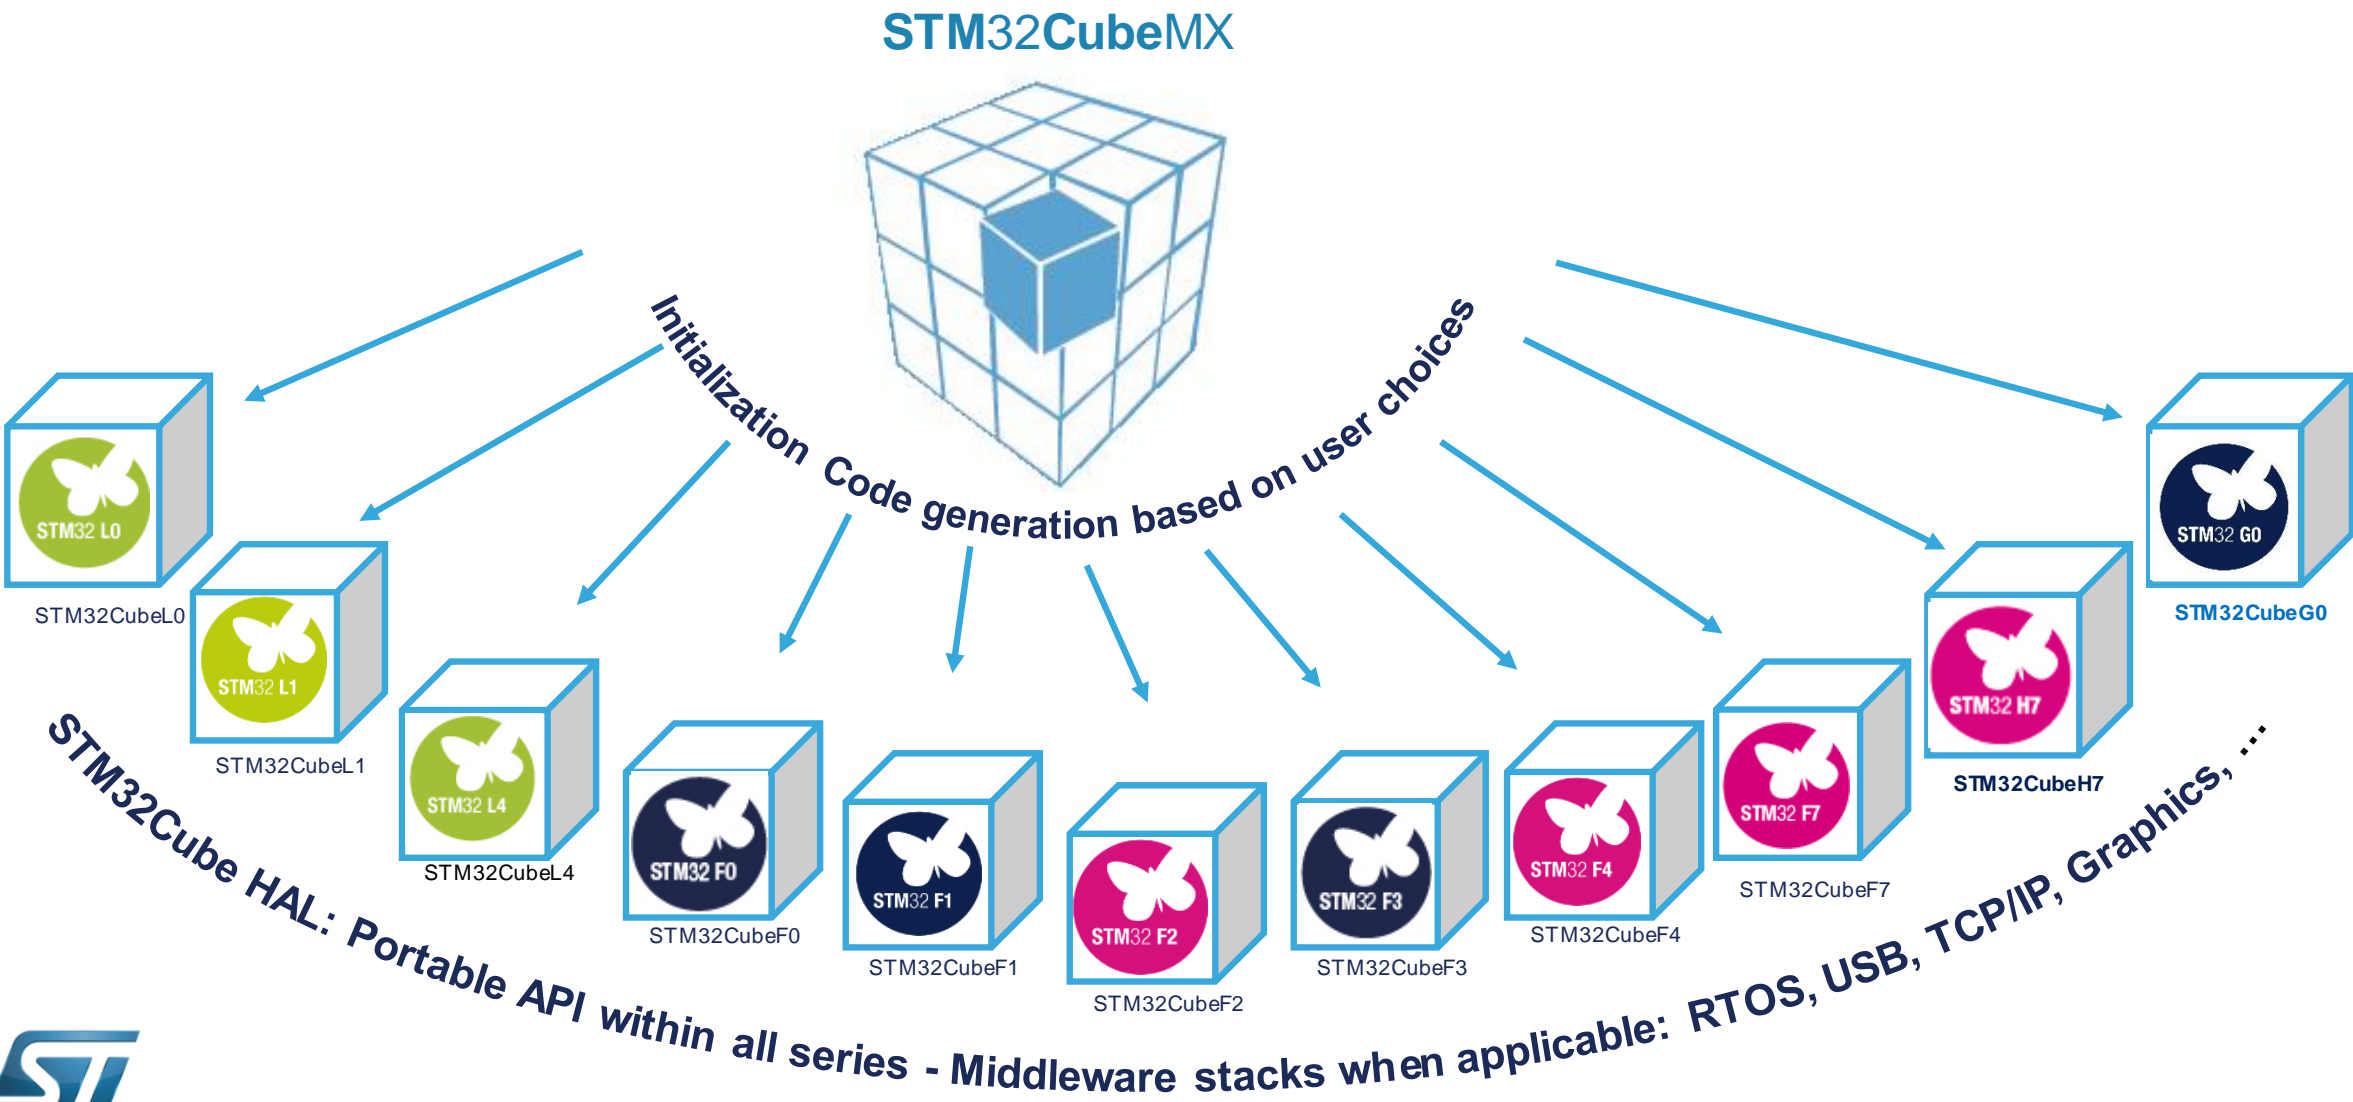 STM32CubeMX
Initialization Code generation based on user choices
STM32 L0
STM32CubeL0
STM32 L1
STM32CubeL1
STM32 L4
STM32CubeL4
STM32 F0
STM32CubeF0
STM32 F1
STM32CubeF1
STM32 F2
STM32CubeF2
STM32 F3
STM32CubeF3
STM32 F4
STM32CubeF4
STM32 F7
STM32CubeF7
STM32 H7
STM32CubeH7
STM32 G0
STM32CubeG0
STM32Cube HAL: Portable API within all series - Middleware stacks when applicable: RTOS, USB, TCP/IP, Graphics, ...
ST